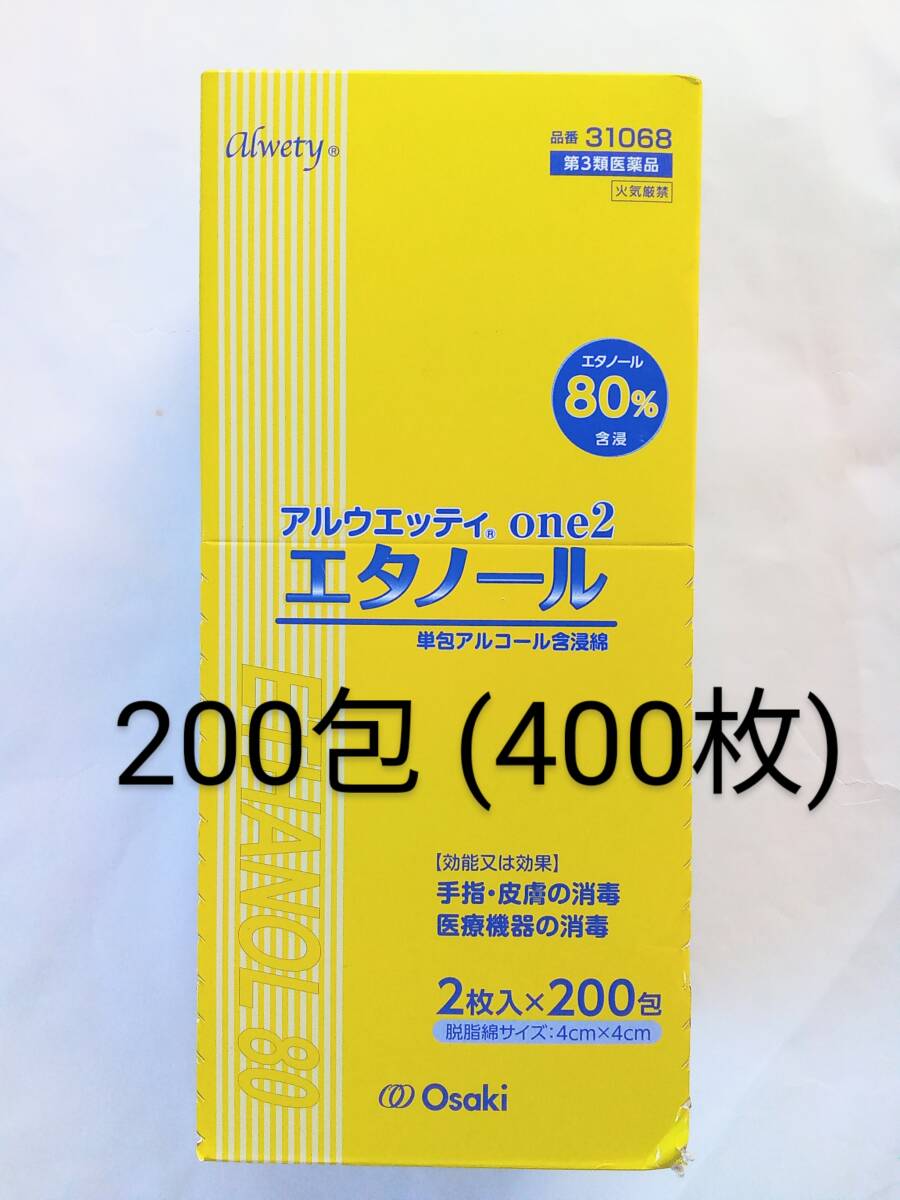 alwety®
品番 31068
第3類医薬品
火気厳禁
エタノール
80%
含浸
アルウエッティ® one2
エタノール
単包アルコール含浸綿
200包 (400枚)
ETHANOL 80
【効能又は効果】
手指・皮膚の消毒
医療機器の消毒
2枚入×200包
脱脂綿サイズ:4cm×4cm
Osaki